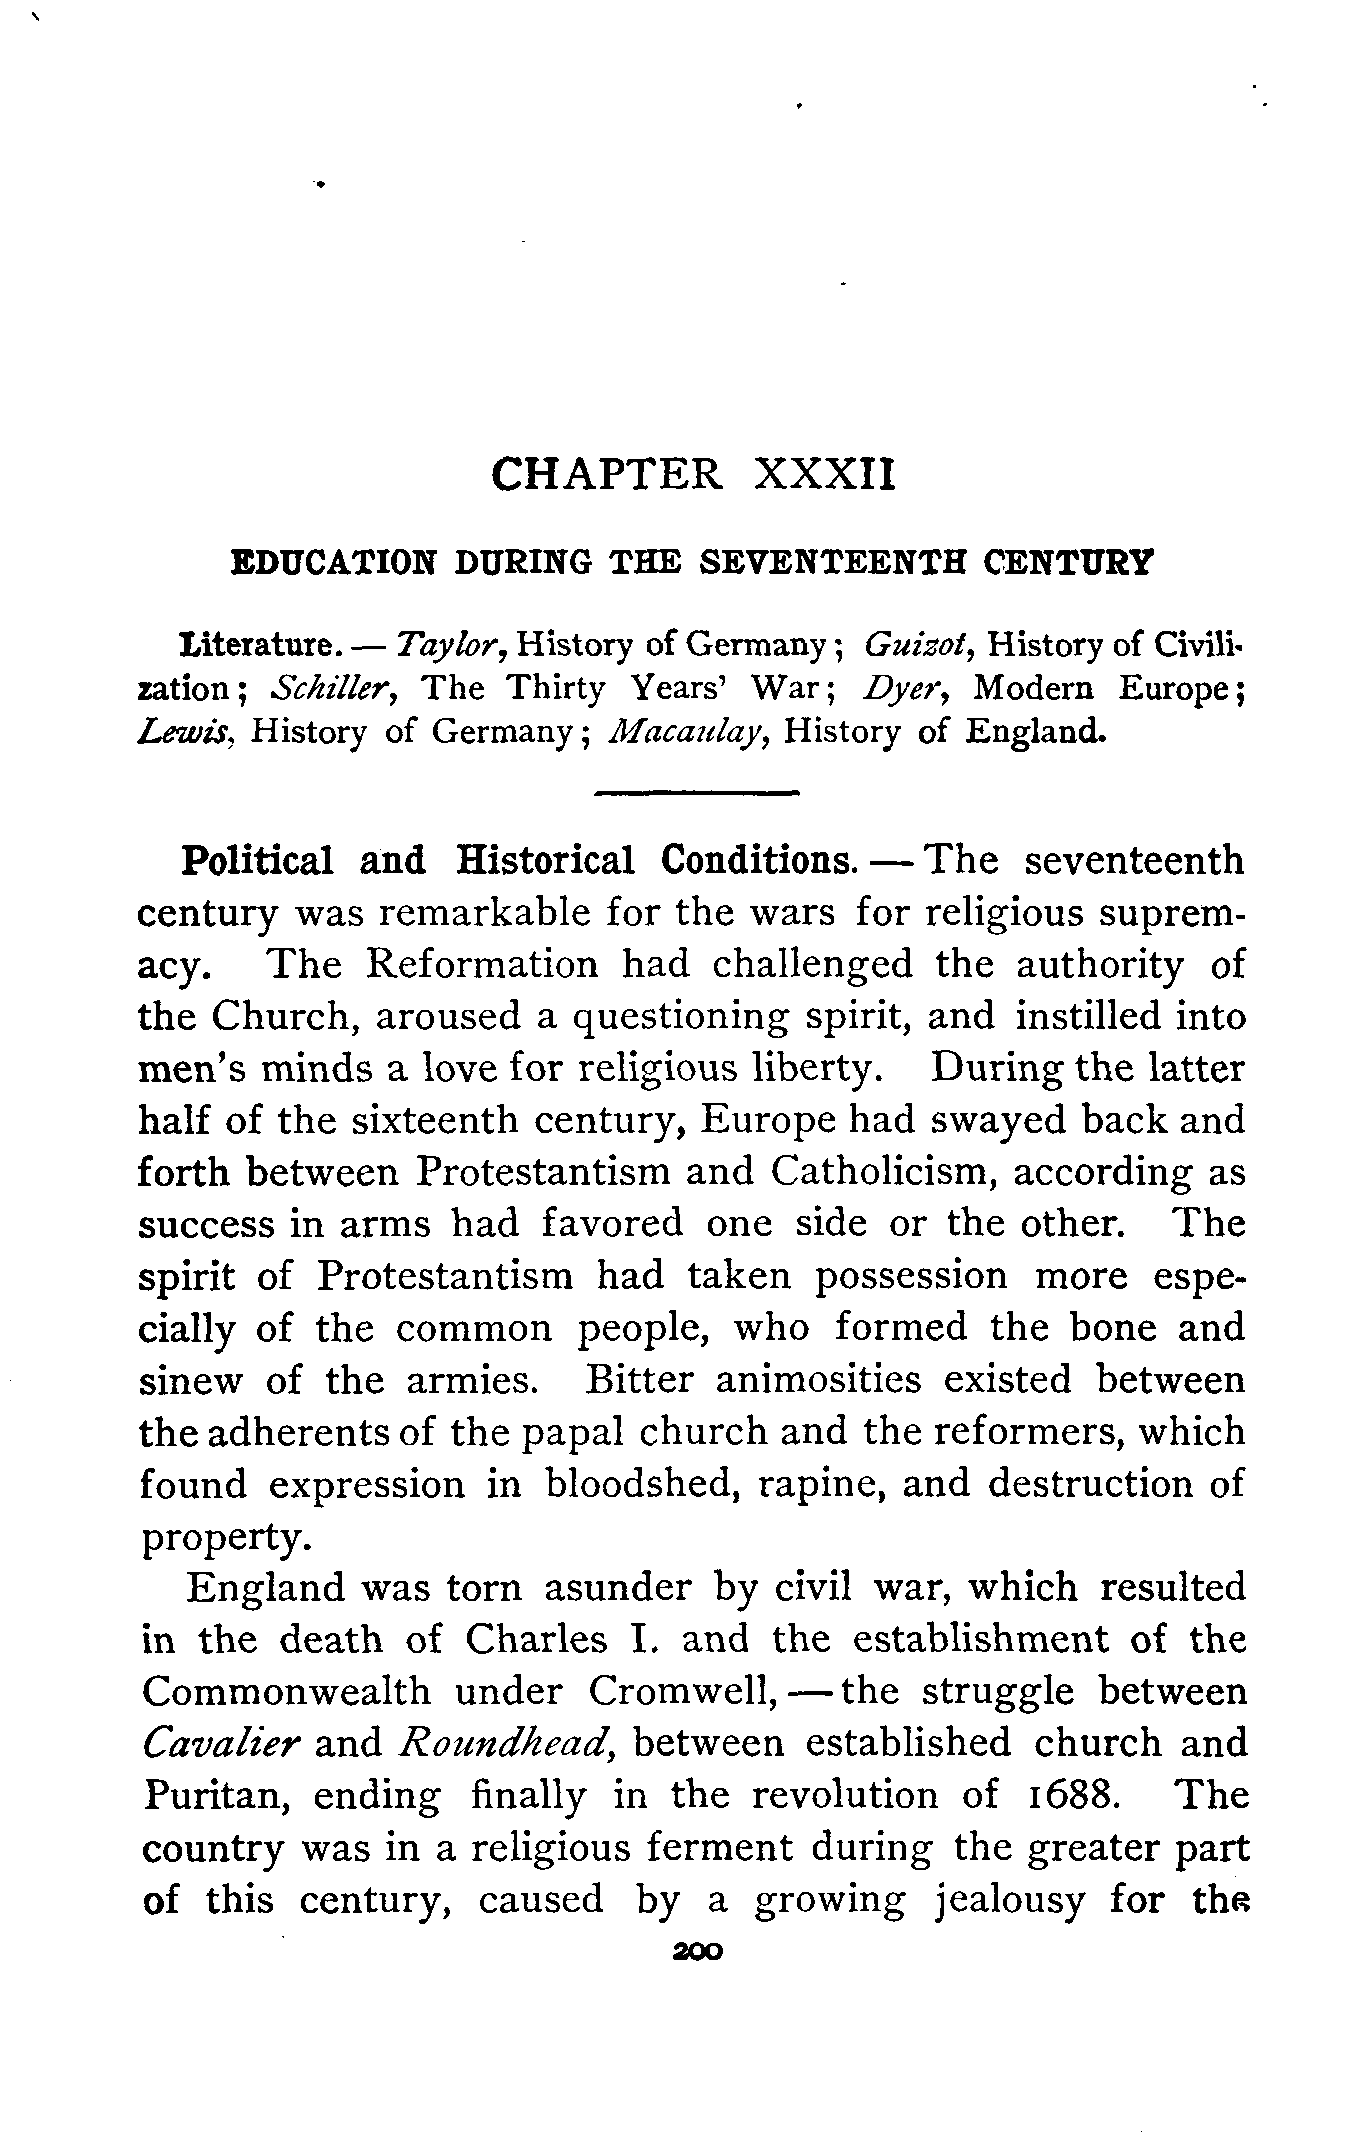 CHAPTER XXXII
EDUCATION DURING THE SEVENTEENTH CENTURY
Literature. — Taylor, History of Germany; Guizot, History of Civili-
zation; Schiller, The Thirty Years' War; Dyer, Modern Europe;
Lewis, History of Germany; Macaulay, History of England.
Political and Historical Conditions. — The seventeenth
century was remarkable for the wars for religious suprem-
acy. The Reformation had challenged the authority of
the Church, aroused a questioning spirit, and instilled into
men's minds a love for religious liberty. During the latter
half of the sixteenth century, Europe had swayed back and
forth between Protestantism and Catholicism, according as
success in arms had favored one side or the other. The
spirit of Protestantism had taken possession more espe-
cially of the common people, who formed the bone and
sinew of the armies. Bitter animosities existed between
the adherents of the papal church and the reformers, which
found expression in bloodshed, rapine, and destruction of
property.
England was torn asunder by civil war, which resulted
in the death of Charles I. and the establishment of the
Commonwealth under Cromwell, — the struggle between
Cavalier and Roundhead, between established church and
Puritan, ending finally in the revolution of 1688. The
country was in a religious ferment during the greater part
of this century, caused by a growing jealousy for the
200